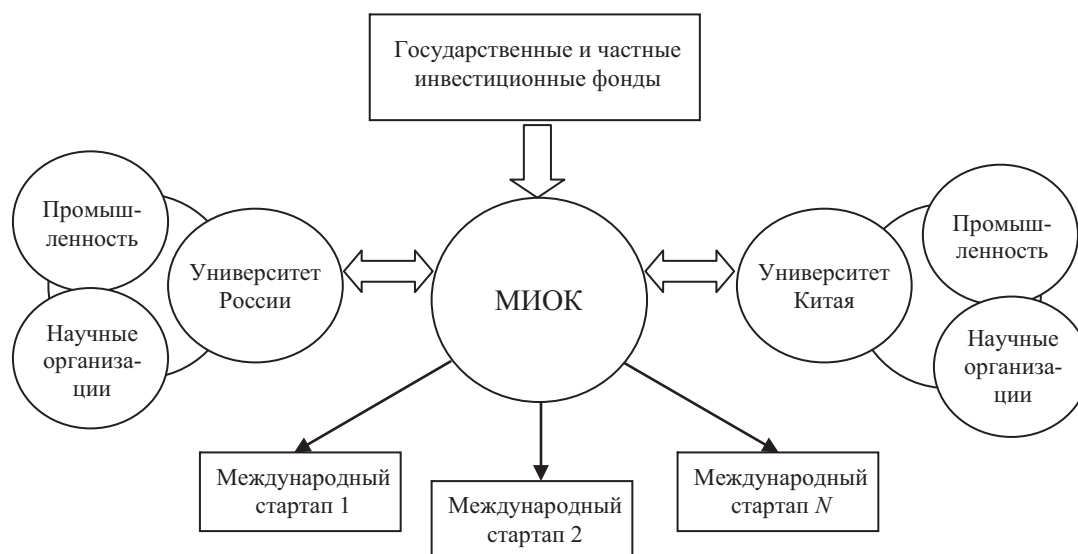 Государственные и частные
инвестиционные фонды
Промыш-
ленность
Университет
России
Научные
организа-
ции
МИОК
Университет
Китая
Промыш-
ленность
Научные
организа-
ции
Международный
стартап 1
Международный
стартап 2
Международный
стартап N